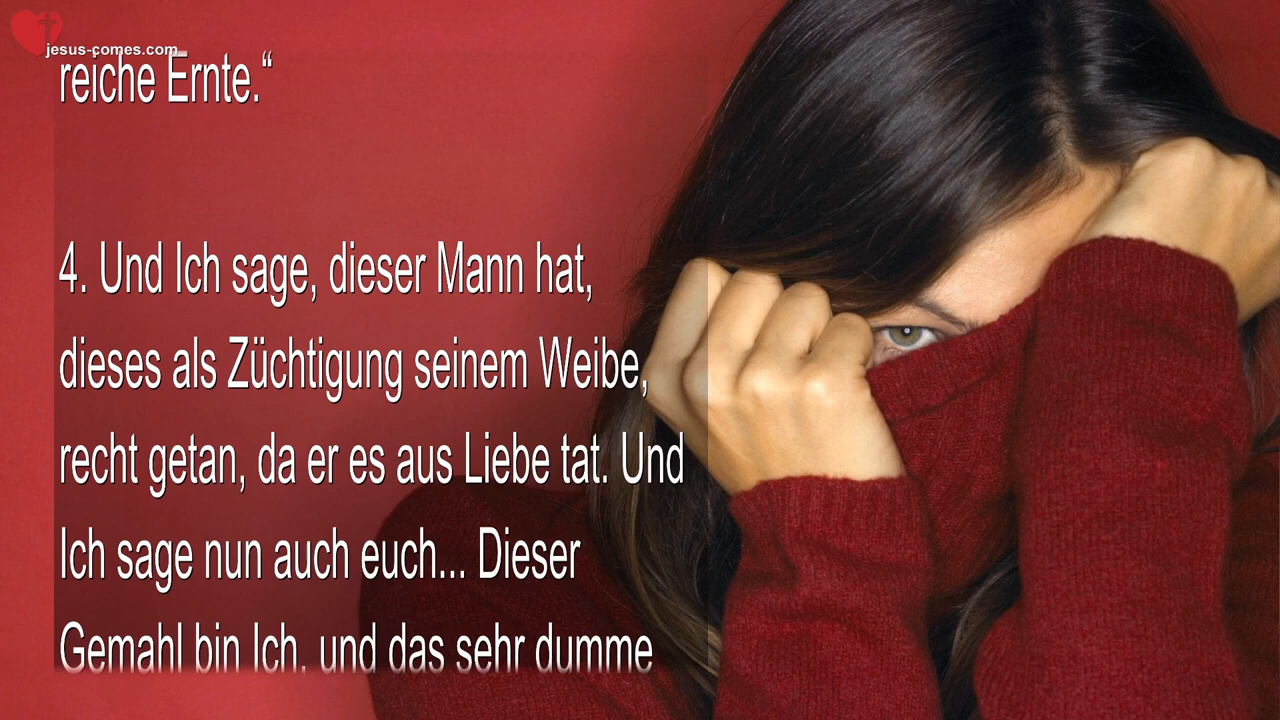 jesus-comes.com
reiche Ernte.“
4. Und Ich sage, dieser Mann hat,
dieses als Züchtigung seinem Weibe,
recht getan, da er es aus Liebe tat. Und
Ich sage nun auch euch... Dieser
Gemahl bin Ich, und das sehr dumme